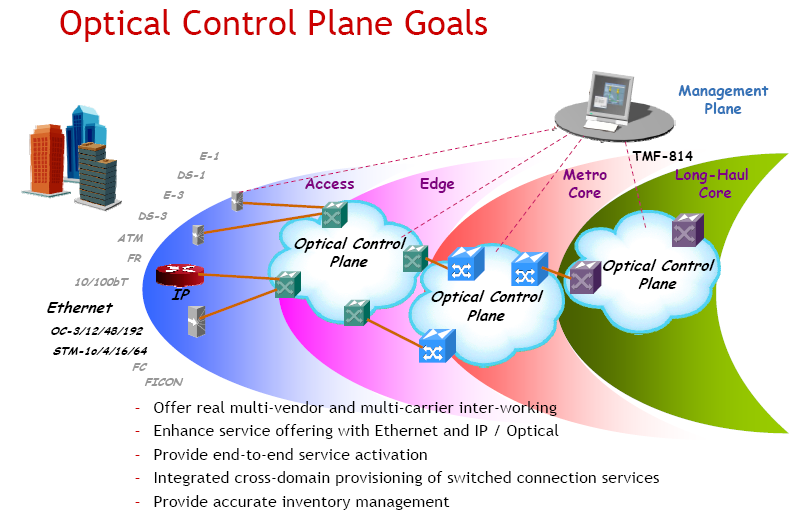 Optical Control Plane Goals
Management
Plane
TMF-814
E-1
DS-1
E-3
DS-3
ATM
FR
10/100bT
Ethernet
OC-3/12/48/192
STM-1o/4/16/64
FC
FICON
IP
Access
Edge
Metro
Core
Long-Haul
Core
Optical Control
Plane
Optical Control
Plane
Optical Control
Plane
- Offer real multi-vendor and multi-carrier inter-working
- Enhance service offering with Ethernet and IP / Optical
- Provide end-to-end service activation
- Integrated cross-domain provisioning of switched connection services
- Provide accurate inventory management